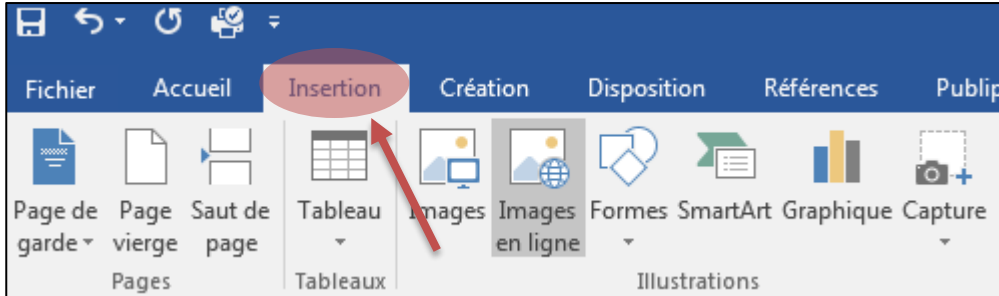 Fichier Accueil Insertion Création Disposition Références Publip
Page de Page Saut de Tableau Images Images Formes SmartArt Graphique Capture
garde vierge page en ligne
Pages Tableaux Illustrations